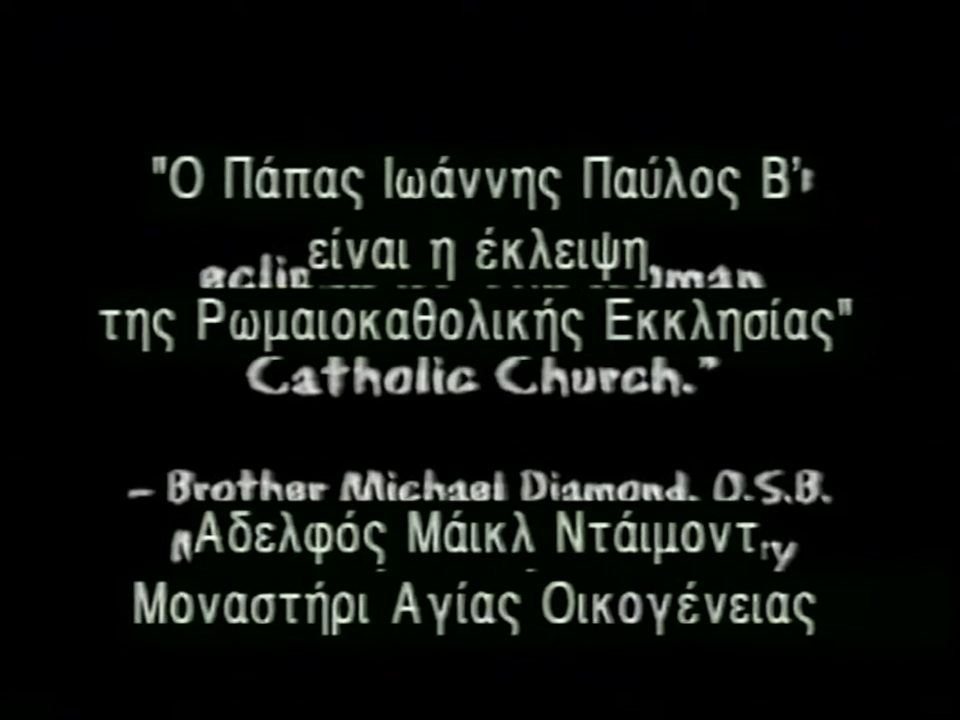 "Ο Πάπας Ιωάννης Παύλος Β'
είναι η έκλειψη
της Ρωμαιοκαθολικής Εκκλησίας"
Catholic Church."
– Brother Michael Diamond, O.S.B.
Αδελφός Μάικλ Ντάιμοντ
Μοναστήρι Αγίας Οικογένειας